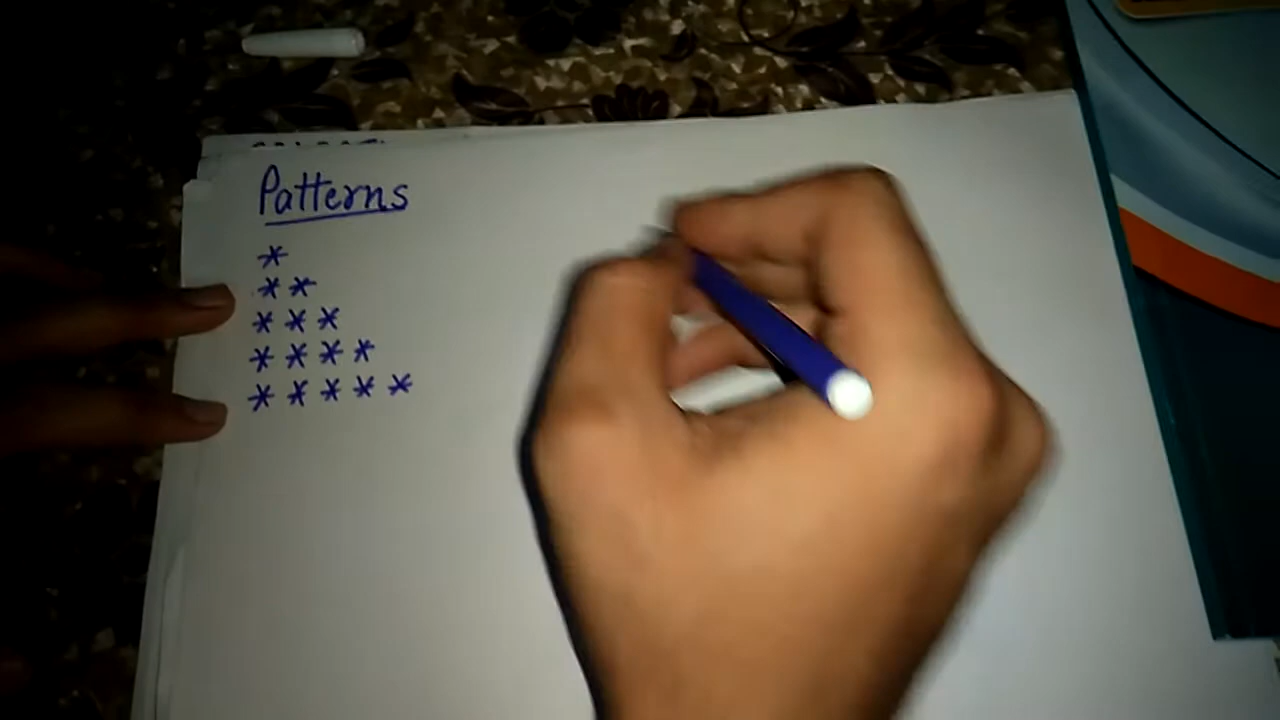 Patterns
*
* *
* * *
* * * *
* * * * *